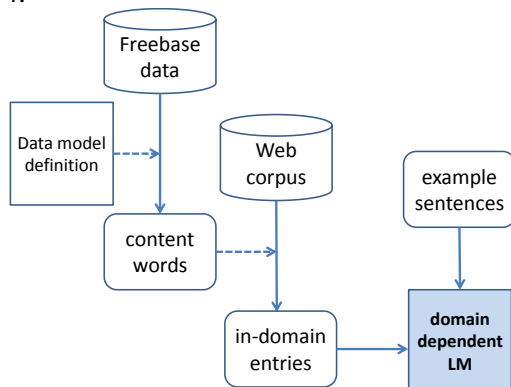 Freebase
data
Data model
definition
Web
corpus
example
sentences
content
words
in-domain
entries
domain
dependent
LM